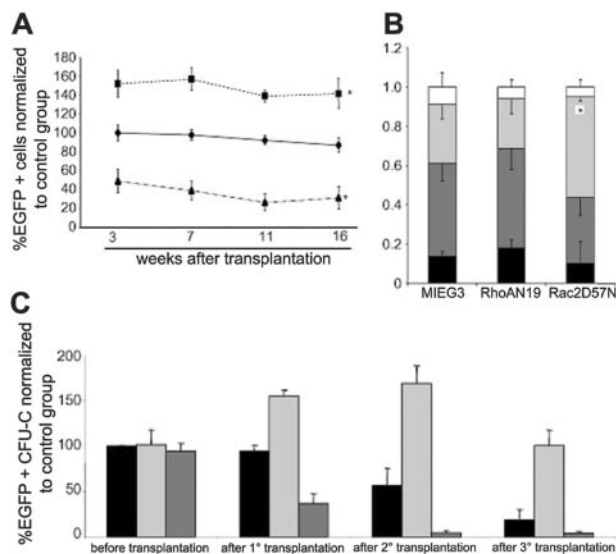 A
%EGFP + cells normalized
to control group
180
160
140
120
100
80
60
40
20
0
3 7 11 16
weeks after transplantation
*
*
B
1.2
1.0
0.8
0.6
0.4
0.2
0
*
MIEG3 RhoAN19 Rac2D57N
C
%EGFP + CFU-C normalized
to control group
200
150
100
50
0
before transplantation after 1° transplantation after 2° transplantation after 3° transplantation